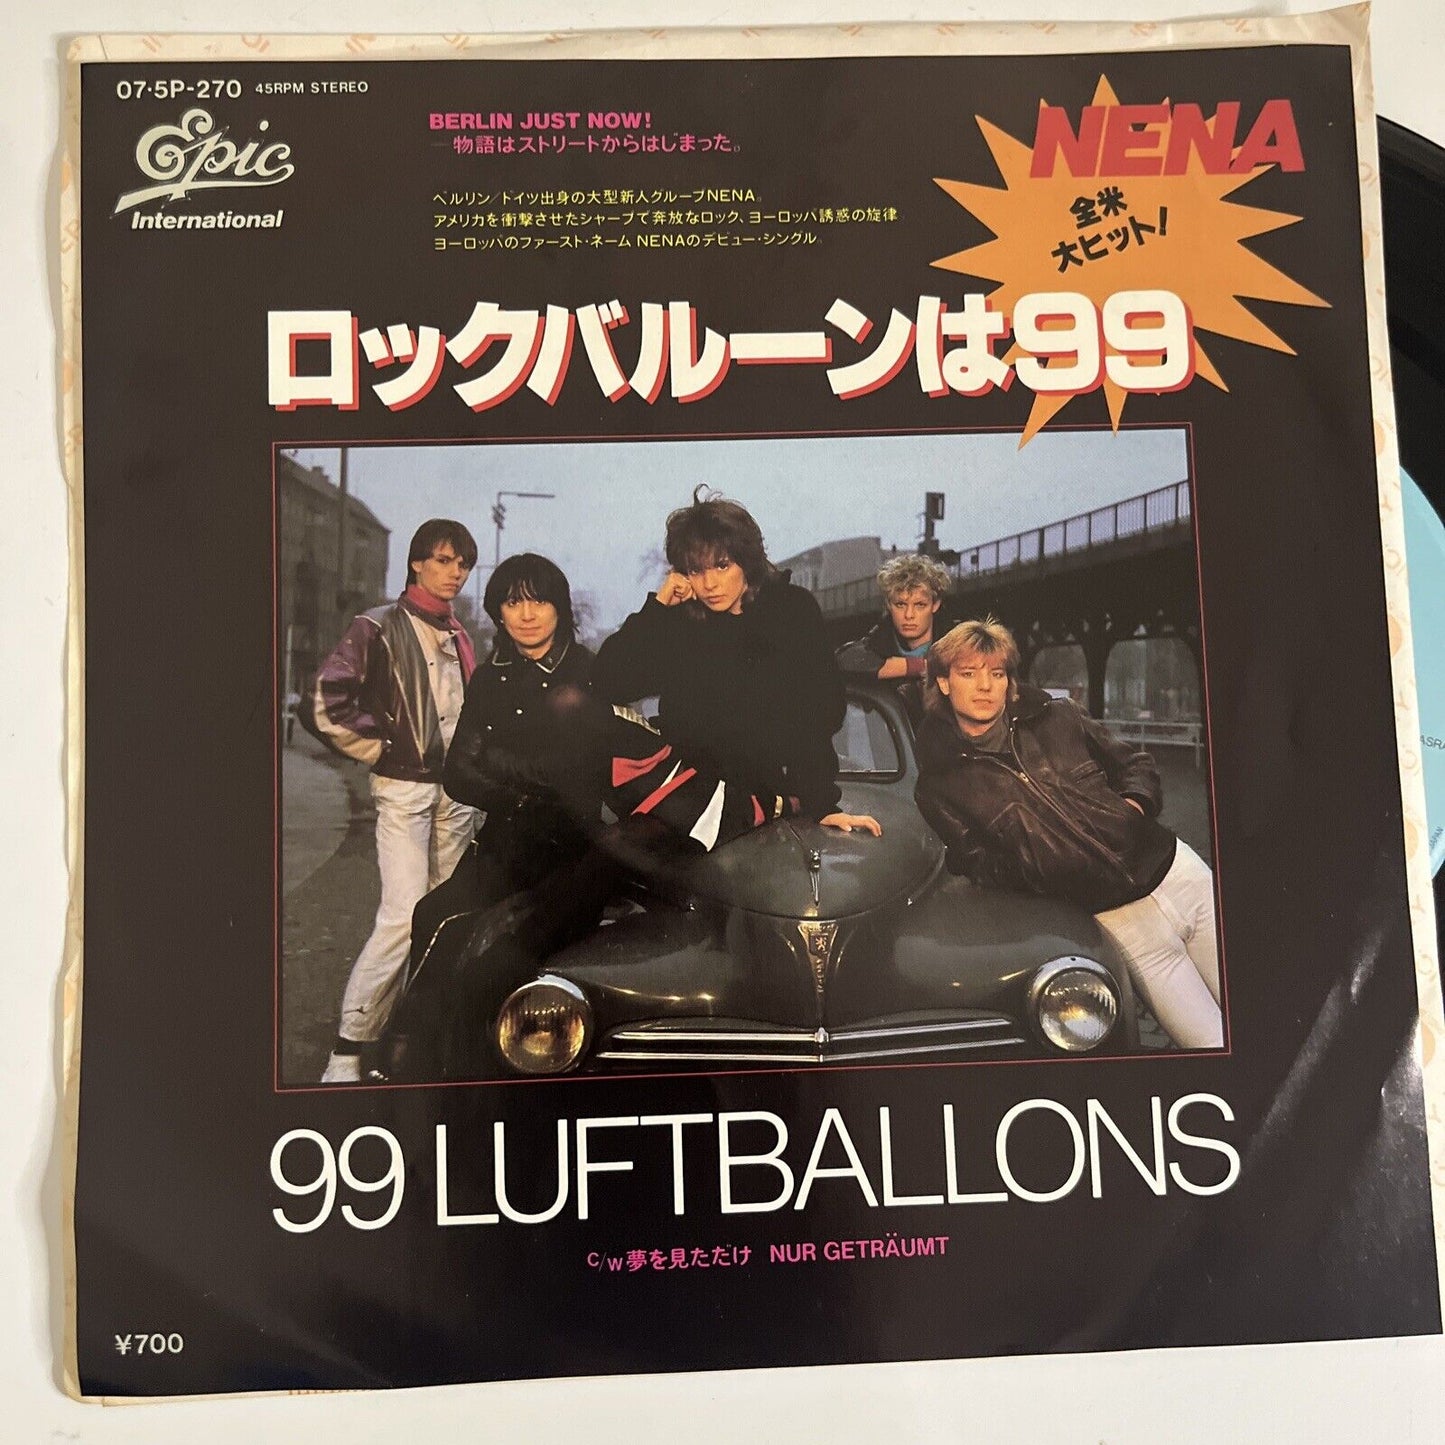 07・5P-270 45RPM STEREO
Epic
International
BERLIN JUST NOW!
—物語はストリートからはじまった。
ベルリン/ドイツ出身の大型新人グループNENA。
アメリカを衝撃させたシャープで奔放なロック、ヨーロッパ誘惑の旋律
ヨーロッパのファースト・ネーム NENAのデビュー・シングル。
NENA
全米
大ヒット!
ロックバルーンは99
99 LUFTBALLONS
C/W 夢を見ただけ NUR GETRÄUMT
¥700
JAPAN